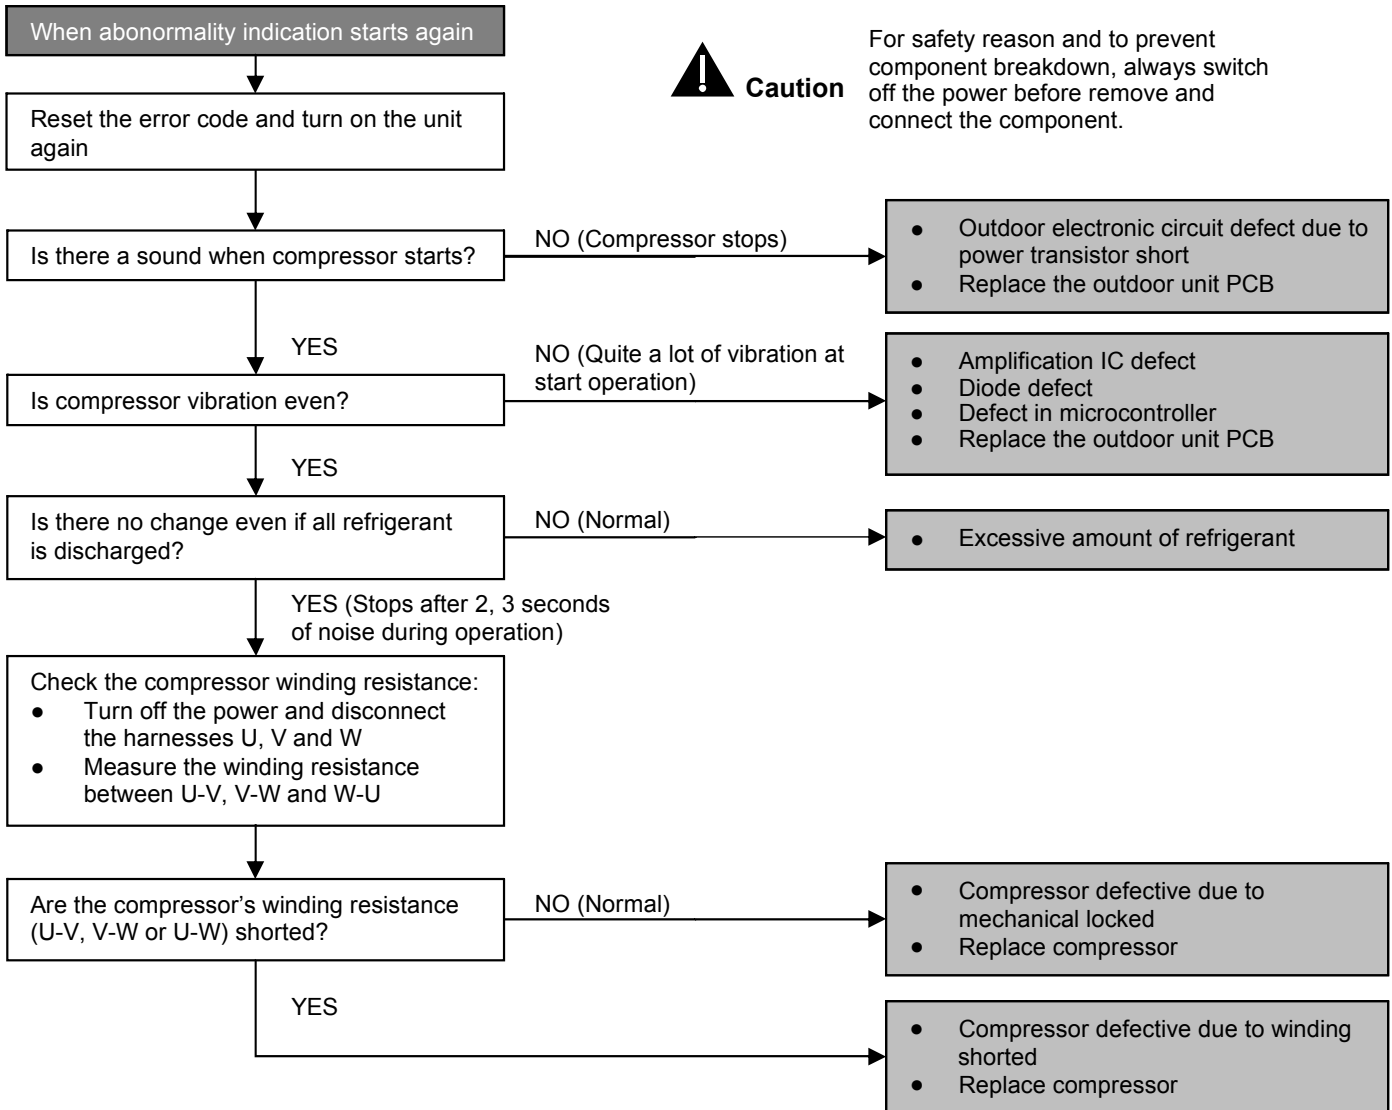 When abonormality indication starts again
Caution
For safety reason and to prevent
component breakdown, always switch
off the power before remove and
connect the component.
Reset the error code and turn on the unit
again
Is there a sound when compressor starts?
NO (Compressor stops)
● Outdoor electronic circuit defect due to
power transistor short
● Replace the outdoor unit PCB
YES
Is compressor vibration even?
NO (Quite a lot of vibration at
start operation)
● Amplification IC defect
● Diode defect
● Defect in microcontroller
● Replace the outdoor unit PCB
YES
Is there no change even if all refrigerant
is discharged?
NO (Normal)
● Excessive amount of refrigerant
YES (Stops after 2, 3 seconds
of noise during operation)
Check the compressor winding resistance:
● Turn off the power and disconnect
the harnesses U, V and W
● Measure the winding resistance
between U-V, V-W and W-U
Are the compressor’s winding resistance
(U-V, V-W or U-W) shorted?
NO (Normal)
● Compressor defective due to
mechanical locked
● Replace compressor
YES
● Compressor defective due to winding
shorted
● Replace compressor